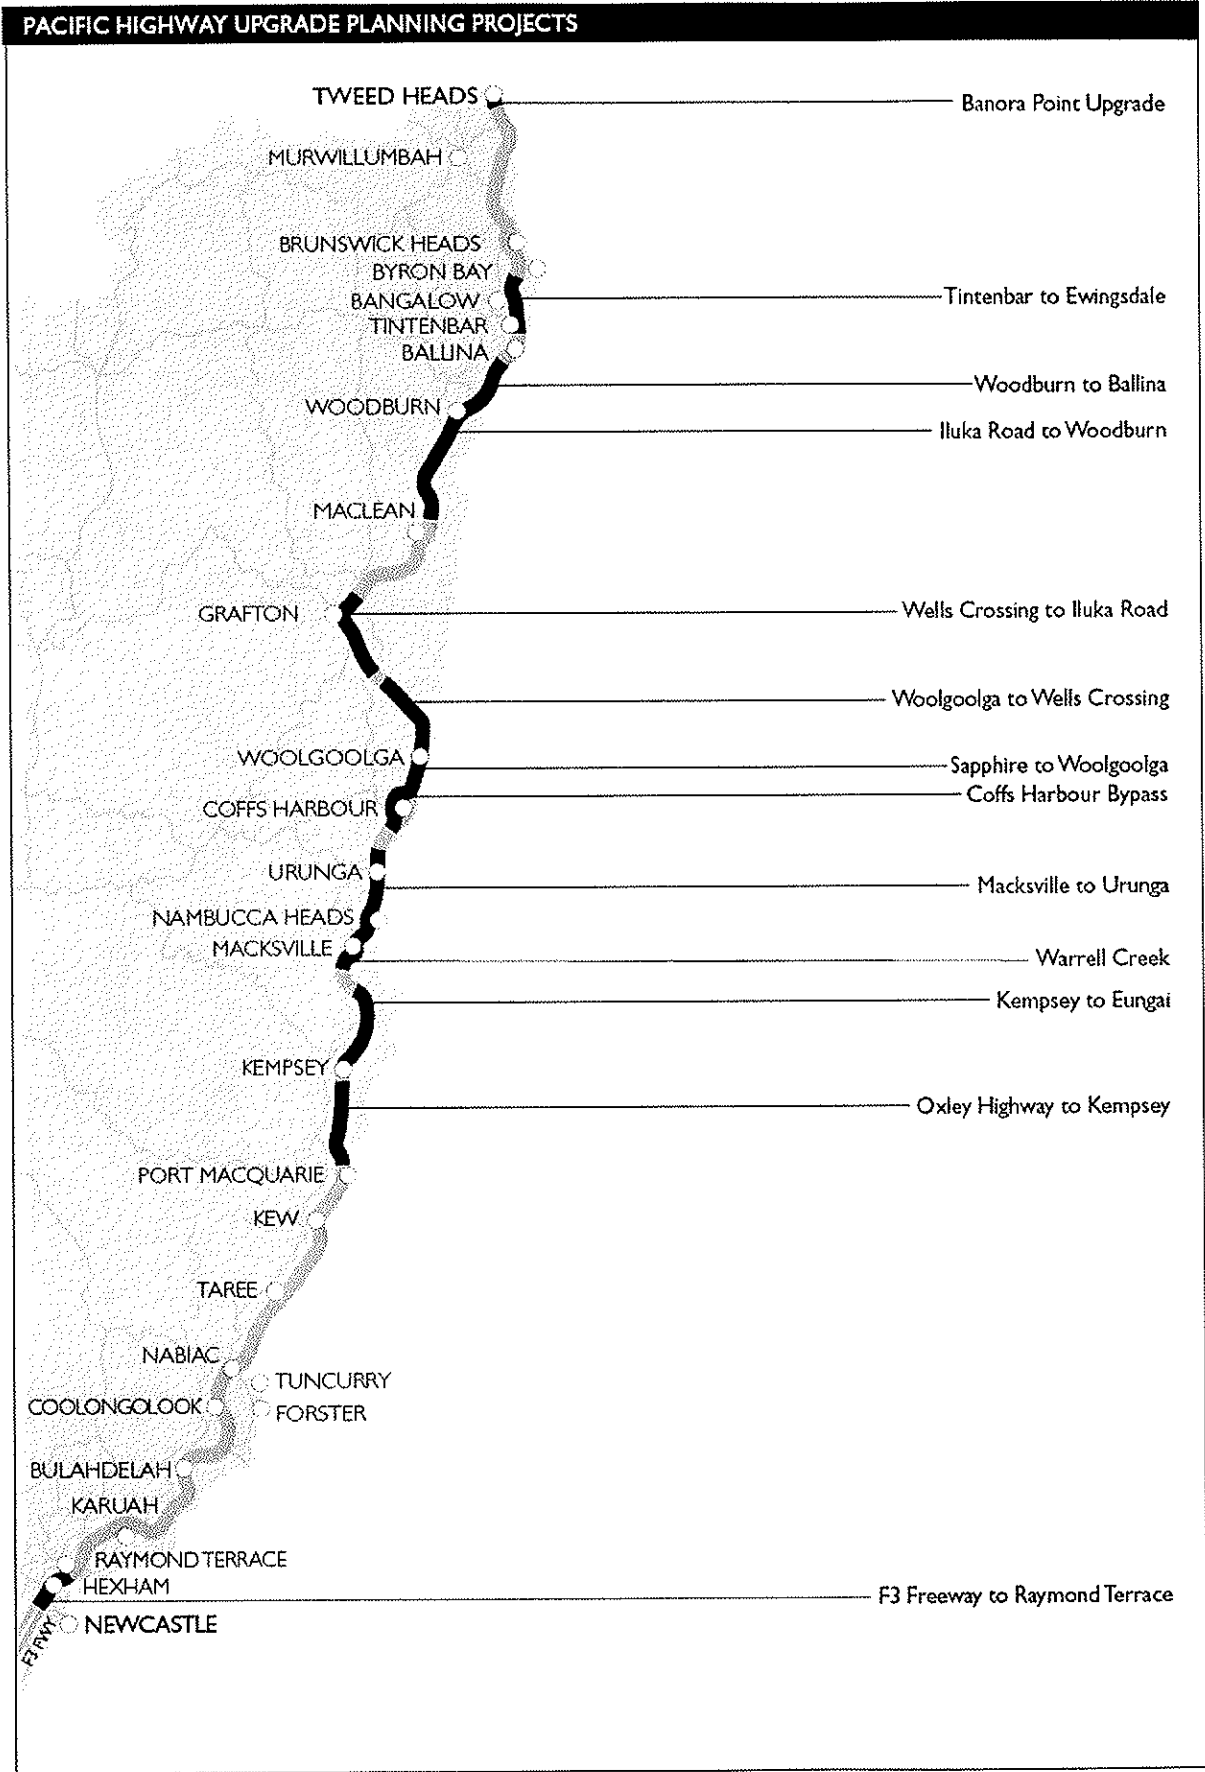 PACIFIC HIGHWAY UPGRADE PLANNING PROJECTS
TWEED HEADS
Banora Point Upgrade
MURWILLUMBAH
BRUNSWICK HEADS
BYRON BAY
BANGALOW
Tintenbar to Ewingsdale
TINTENBAR
BALLINA
Woodburn to Ballina
WOODBURN
Iluka Road to Woodburn
MACLEAN
GRAFTON
Wells Crossing to Iluka Road
Woolgoolga to Wells Crossing
WOOLGOOLGA
Sapphire to Woolgoolga
Coffs Harbour Bypass
COFFS HARBOUR
URUNGA
Macksville to Urunga
NAMBUCCA HEADS
MACKSVILLE
Warrell Creek
Kempsey to Eungai
KEMPSEY
Oxley Highway to Kempsey
PORT MACQUARIE
KEW
TAREE
NABIAC
TUNCURRY
COOLONGOLOOK
FORSTER
BULAHDELAH
KARUAH
RAYMOND TERRACE
HEXHAM
F3 Freeway to Raymond Terrace
NEWCASTLE
F3 FWY